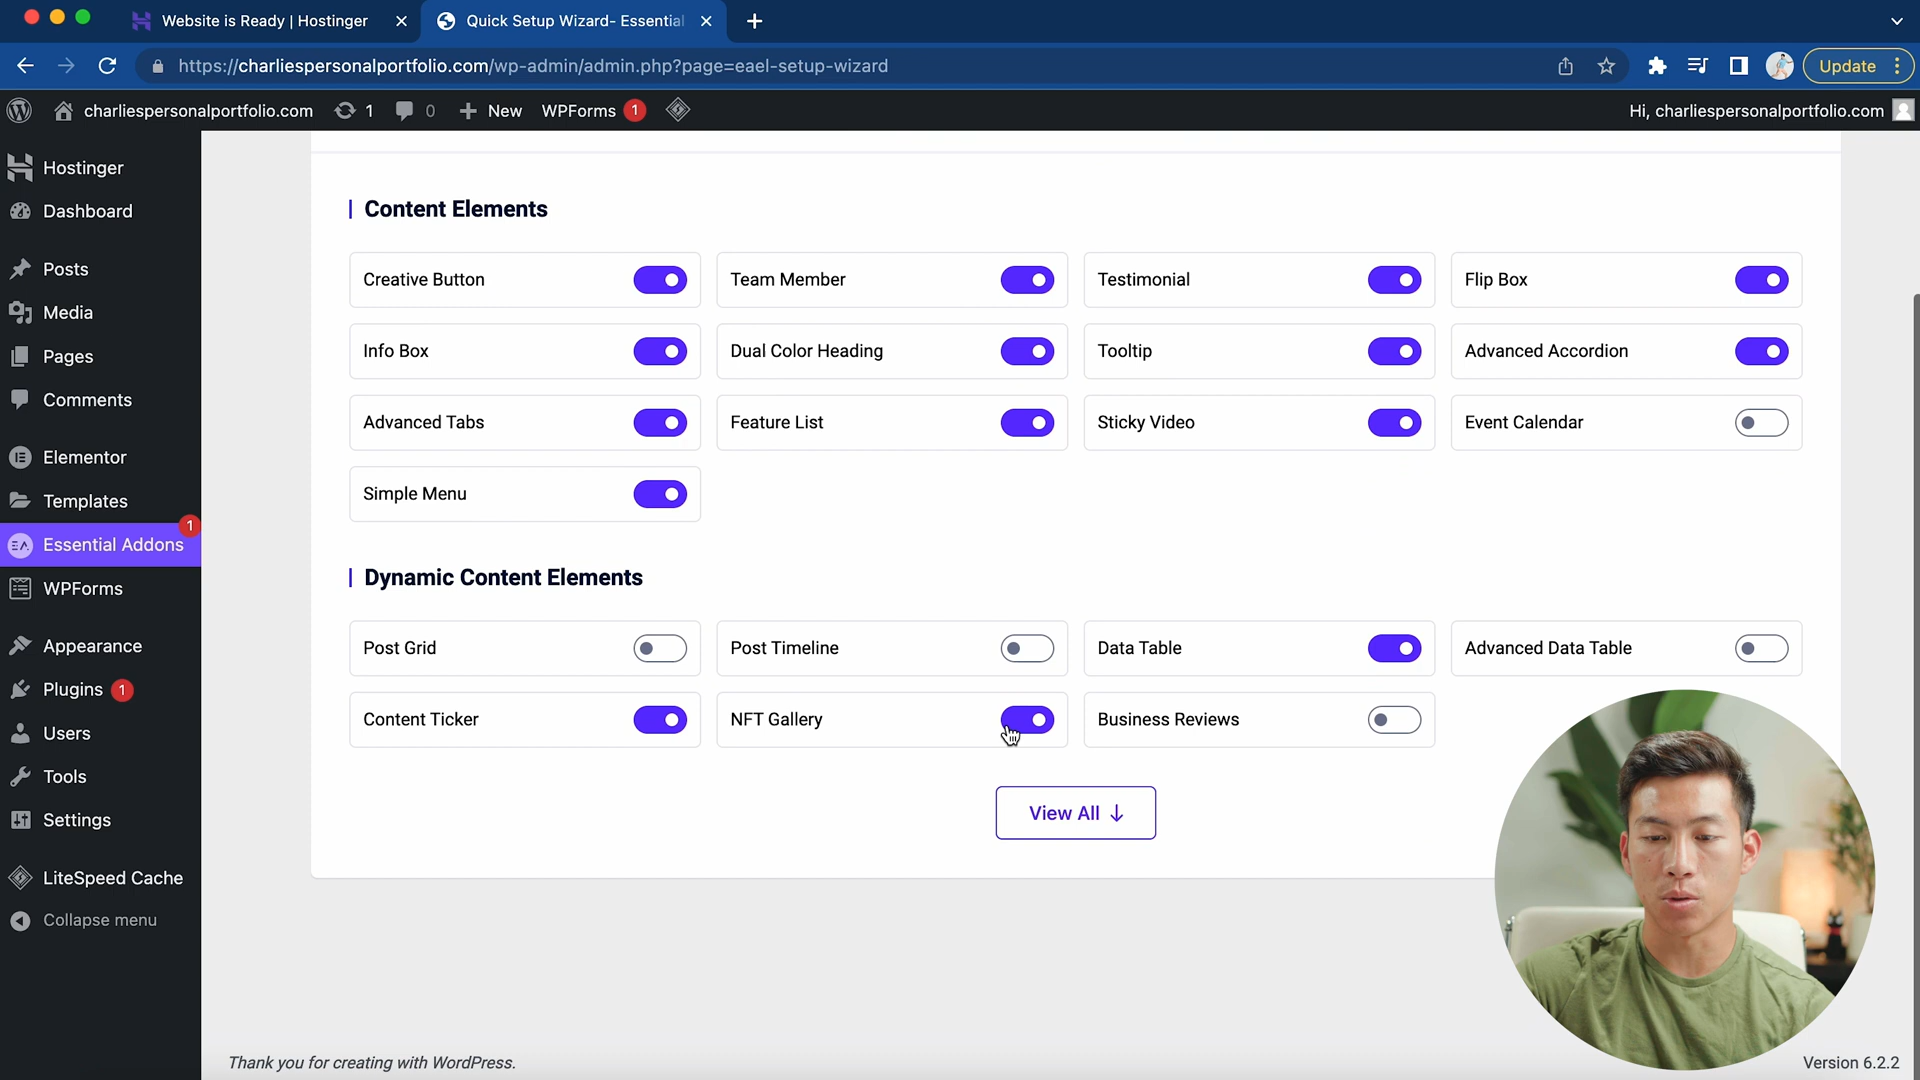 Website is Ready | Hostinger
Quick Setup Wizard- Essential
https://charliespersonalportfolio.com/wp-admin/admin.php?page=eael-setup-wizard
Update
charliespersonalportfolio.com
1
0
New
WPForms
1
Hi, charliespersonalportfolio.com
Hostinger
Dashboard
Posts
Media
Pages
Comments
Elementor
Templates
Essential Addons
1
WPForms
Appearance
Plugins 1
Users
Tools
Settings
LiteSpeed Cache
Collapse menu
Content Elements
Creative Button
Team Member
Testimonial
Flip Box
Info Box
Dual Color Heading
Tooltip
Advanced Accordion
Advanced Tabs
Feature List
Sticky Video
Event Calendar
Simple Menu
Dynamic Content Elements
Post Grid
Post Timeline
Data Table
Advanced Data Table
Content Ticker
NFT Gallery
Business Reviews
View All ↓
Thank you for creating with WordPress.
Version 6.2.2